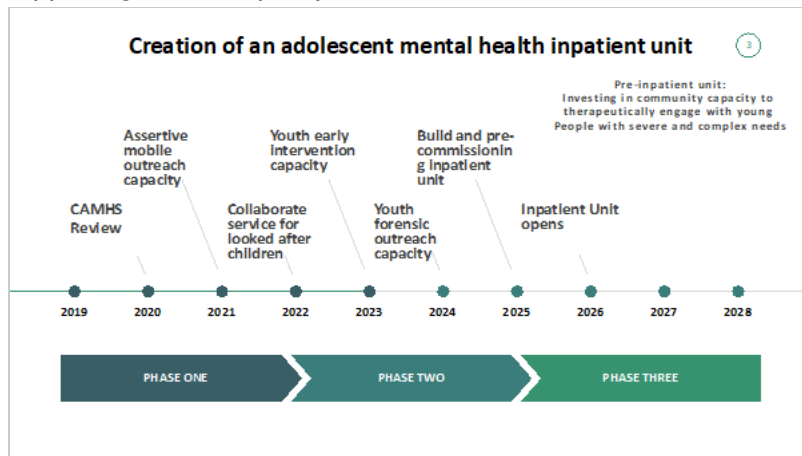 Creation of an adolescent mental health inpatient unit
3
Pre-inpatient unit:
Investing in community capacity to
therapeutically engage with young
People with severe and complex needs
Assertive
mobile
outreach
capacity
Youth early
intervention
capacity
Build and pre-
commissionin
g inpatient
unit
CAMHS
Review
Collaborate
service for
looked after
children
Youth
forensic
outreach
capacity
Inpatient Unit
opens
2019 2020 2021 2022 2023 2024 2025 2026 2027 2028
PHASE ONE PHASE TWO PHASE THREE